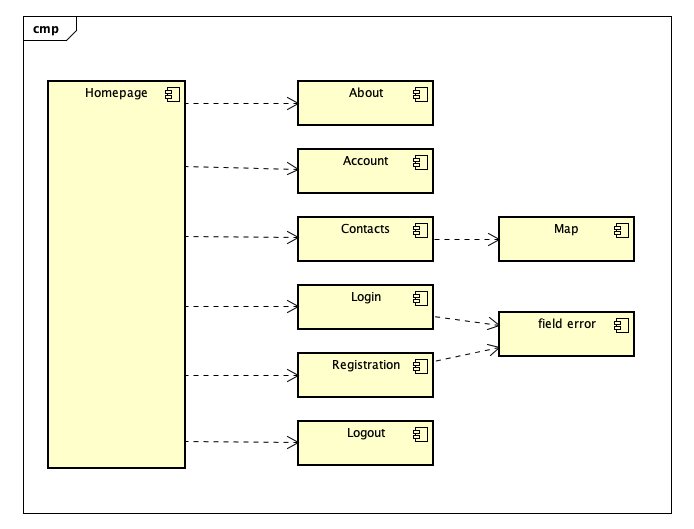 cmp
Homepage
About
Account
Contacts
Map
Login
field error
Registration
Logout